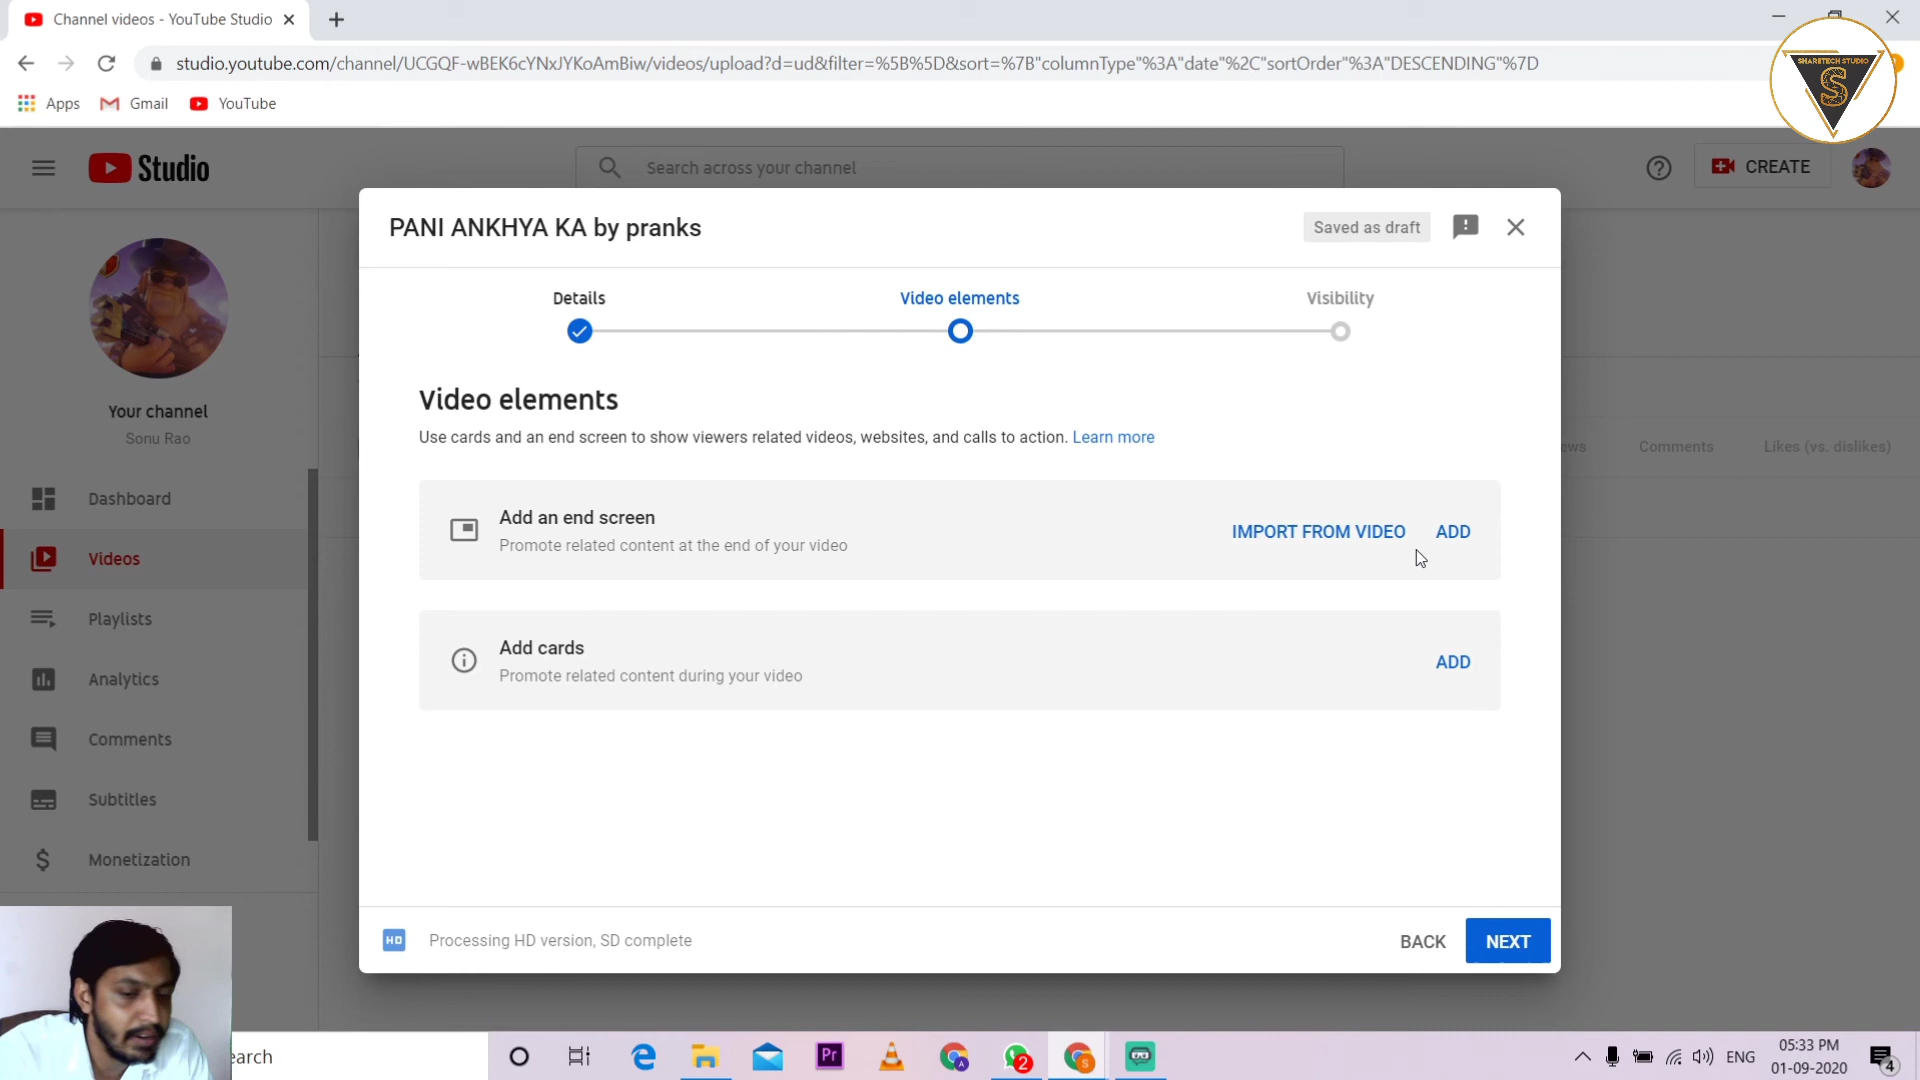 Channel videos - YouTube Studio
studio.youtube.com/channel/UCGQF-wBEK6cYNxJYKoAmBiw/videos/upload?d=ud&filter=%5B%5D&sort=%7B"columnType"%3A"date"%2C"sortOrder"%3A"DESCENDING"%7D
Apps Gmail YouTube
SHARETECH STUDIO
S
Studio
Search across your channel
CREATE
PANI ANKHYA KA by pranks
Saved as draft
Details Video elements Visibility
Your channel
Sonu Rao
Video elements
Use cards and an end screen to show viewers related videos, websites, and calls to action. Learn more
Comments Likes (vs. dislikes)
Dashboard
Videos
Playlists
Analytics
Comments
Subtitles
Monetization
Add an end screen
Promote related content at the end of your video
IMPORT FROM VIDEO ADD
Add cards
Promote related content during your video
ADD
HD Processing HD version, SD complete
BACK NEXT
earch
Pr
A
2
S
ENG
05:33 PM
01-09-2020
4